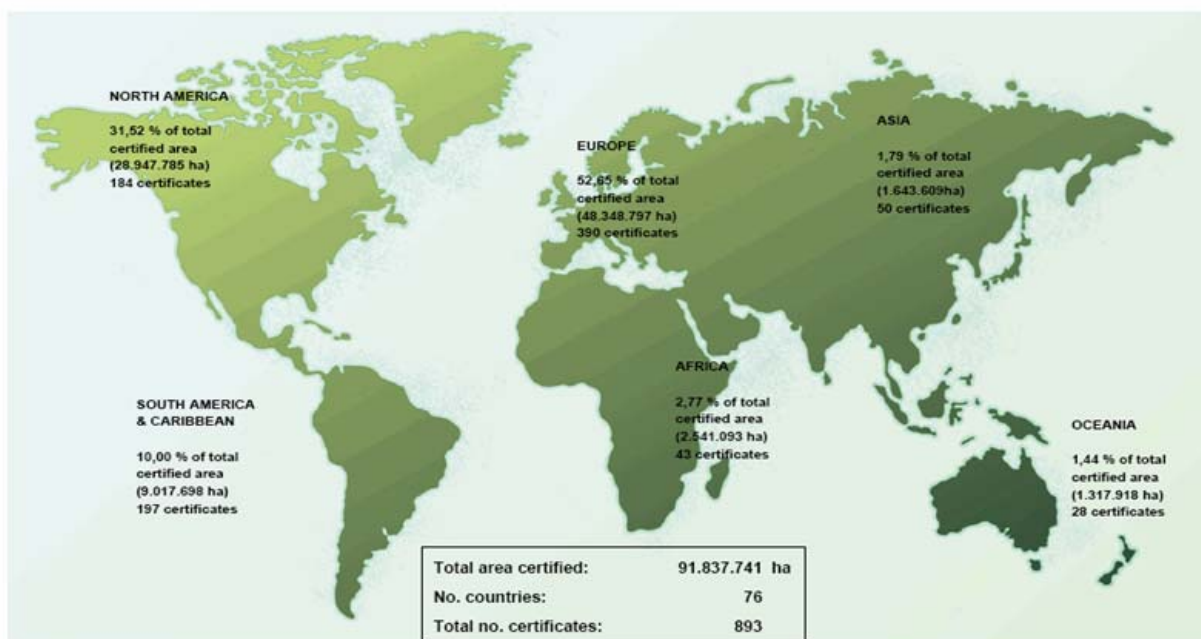 NORTH AMERICA
31,52 % of total
certified area
(28.947.785 ha)
184 certificates
EUROPE
52,65 % of total
certified area
(48.348.797 ha)
390 certificates
ASIA
1,79 % of total
certified area
(1.643.609ha)
50 certificates
SOUTH AMERICA
& CARIBBEAN
10,00 % of total
certified area
(9.017.698 ha)
197 certificates
AFRICA
2,77 % of total
certified area
(2.541.093 ha)
43 certificates
OCEANIA
1,44 % of total
certified area
(1.317.918 ha)
28 certificates
Total area certified: 91.837.741 ha
No. countries: 76
Total no. certificates: 893